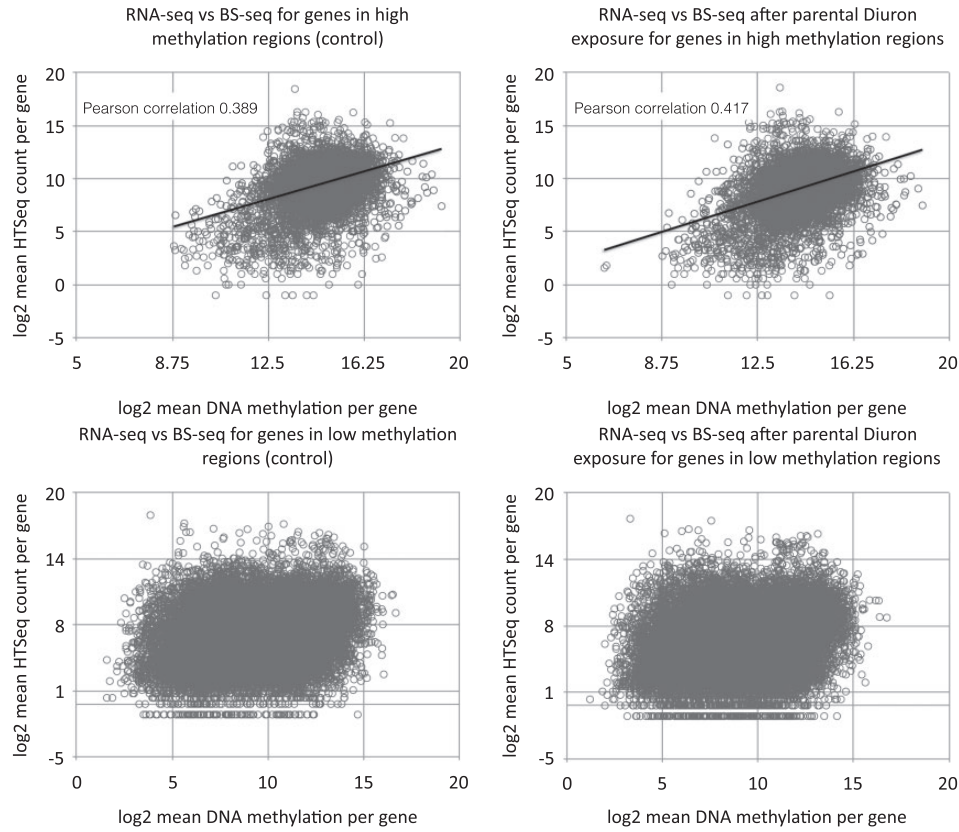 RNA-seq vs BS-seq for genes in high
methylation regions (control)
log2 mean HTSeq count per gene
20
15
10
5
0
-5
Pearson correlation 0.389
5 8.75 12.5 16.25 20
log2 mean DNA methylation per gene
RNA-seq vs BS-seq after parental Diuron
exposure for genes in high methylation regions
log2 mean HTSeq count per gene
20
15
10
5
0
-5
Pearson correlation 0.417
5 8.75 12.5 16.25 20
log2 mean DNA methylation per gene
RNA-seq vs BS-seq for genes in low methylation
regions (control)
log2 mean HTSeq count per gene
20
14
8
1
-5
0 5 10 15 20
log2 mean DNA methylation per gene
RNA-seq vs BS-seq after parental Diuron
exposure for genes in low methylation regions
log2 mean HTSeq count per gene
20
14
8
1
-5
0 5 10 15 20
log2 mean DNA methylation per gene